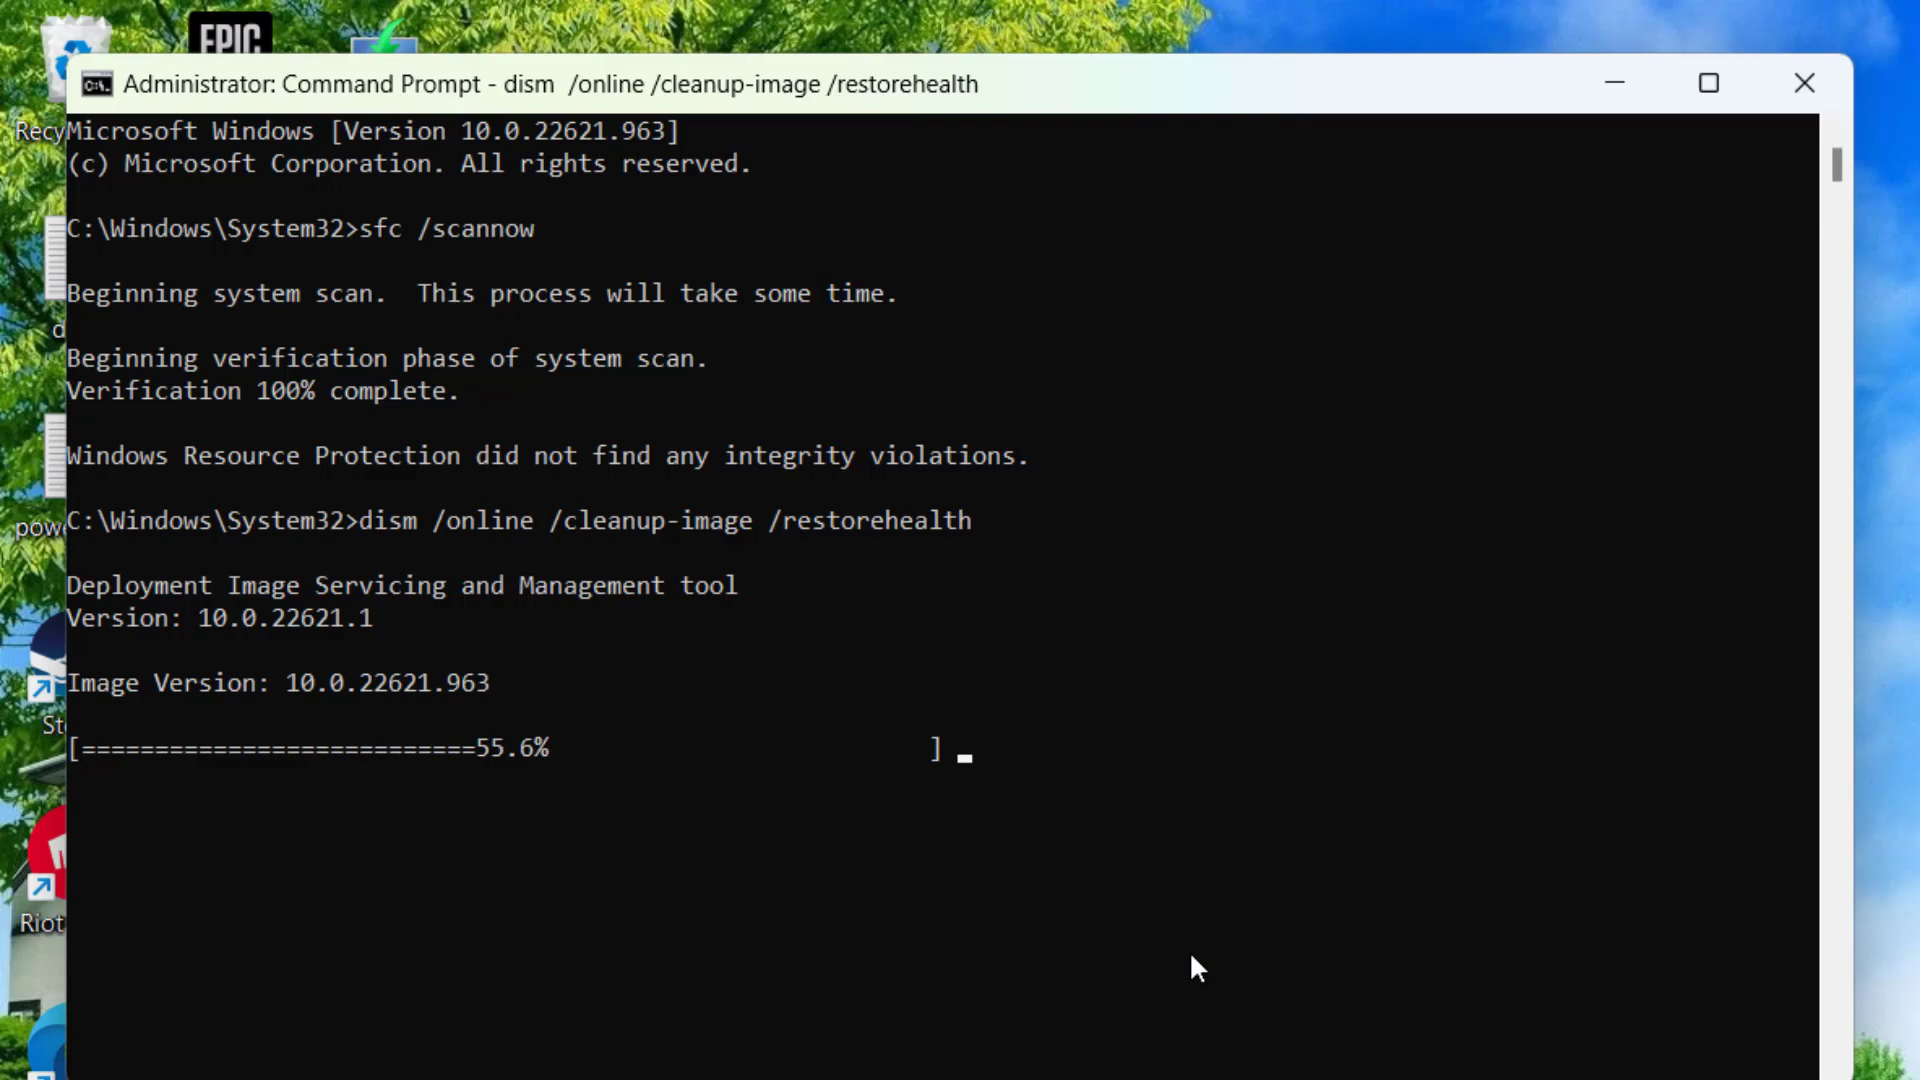 EPIC
Administrator: Command Prompt - dism  /online /cleanup-image /restorehealth
Recy
Microsoft Windows [Version 10.0.22621.963]
(c) Microsoft Corporation. All rights reserved.
C:\Windows\System32>sfc /scannow
Beginning system scan.  This process will take some time.
d
Beginning verification phase of system scan.
Verification 100% complete.
Windows Resource Protection did not find any integrity violations.
pow
C:\Windows\System32>dism /online /cleanup-image /restorehealth
Deployment Image Servicing and Management tool
Version: 10.0.22621.1
Image Version: 10.0.22621.963
St
[===========================55.6%                          ]
Riot